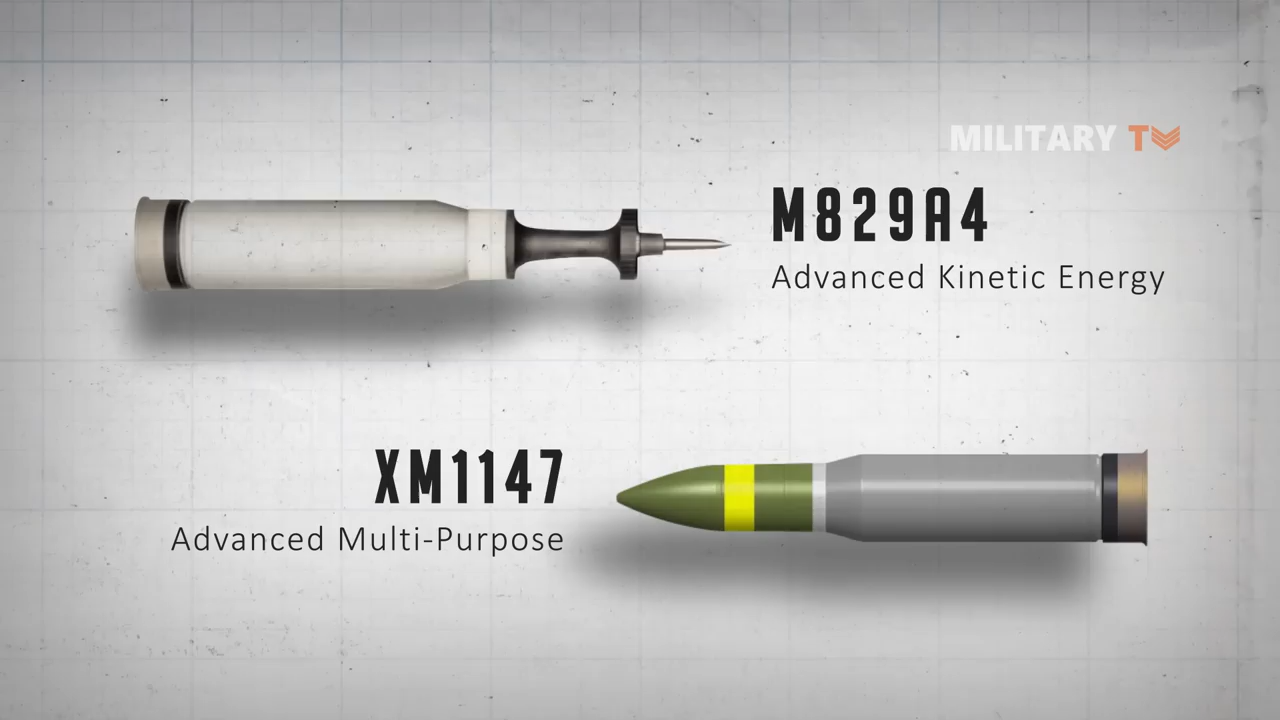 MILITARY TV
M829A4
Advanced Kinetic Energy
XM1147
Advanced Multi-Purpose